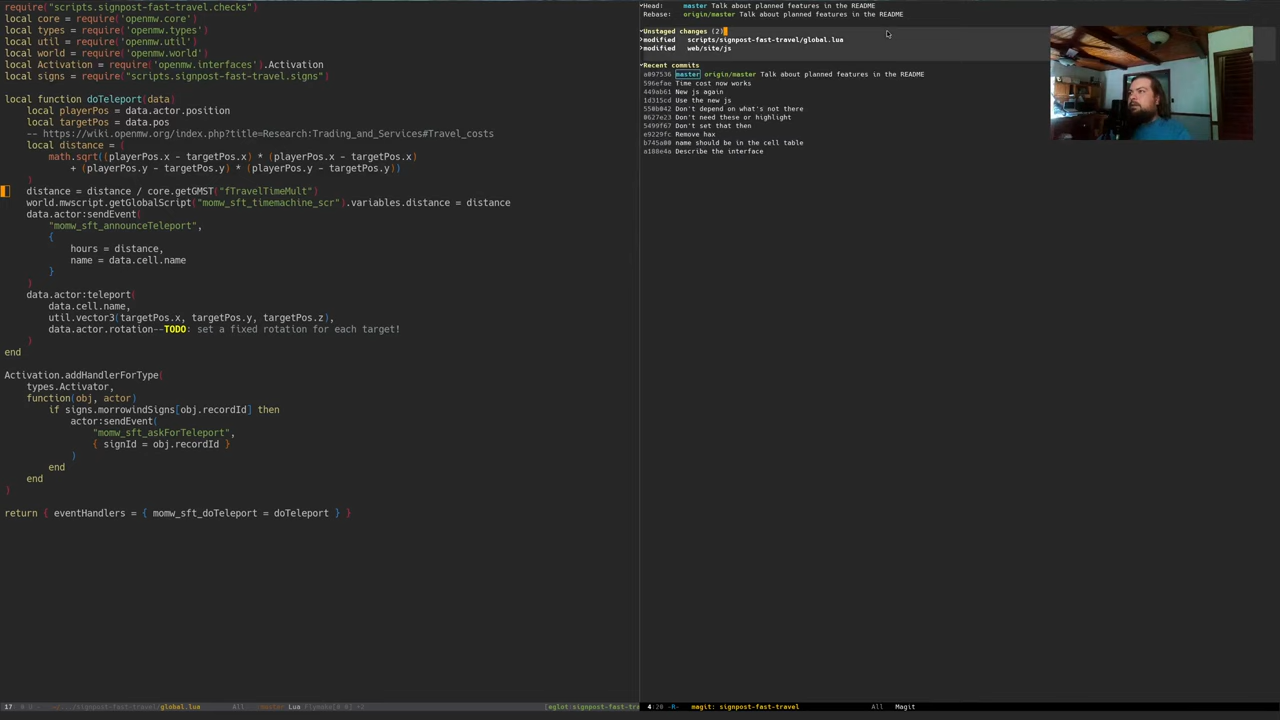 require("scripts.signpost-fast-travel.checks")
local core = require('openmw.core')
local types = require('openmw.types')
local util = require('openmw.util')
local world = require('openmw.world')
local Activation = require('openmw.interfaces').Activation
local signs = require("scripts.signpost-fast-travel.signs")
local function doTeleport(data)
local playerPos = data.actor.position
local targetPos = data.pos
-- https://wiki.openmw.org/index.php?title=Research:Trading_and_Services#Travel_costs
local distance = (
math.sqrt((playerPos.x - targetPos.x) * (playerPos.x - targetPos.x)
+ (playerPos.y - targetPos.y) * (playerPos.y - targetPos.y))
)
distance = distance / core.getGMST("fTravelTimeMult")
world.mwscript.getGlobalScript("momw_sft_timemachine_scr").variables.distance = distance
data.actor:sendEvent(
"momw_sft_announceTeleport",
{
hours = distance,
name = data.cell.name
}
)
data.actor:teleport(
data.cell.name,
util.vector3(targetPos.x, targetPos.y, targetPos.z),
data.actor.rotation--TODO: set a fixed rotation for each target!
)
end
Activation.addHandlerForType(
types.Activator,
function(obj, actor)
if signs.morrowindSigns[obj.recordId] then
actor:sendEvent(
"momw_sft_askForTeleport",
{ signId = obj.recordId }
)
end
end
)
return { eventHandlers = { momw_sft_doTeleport = doTeleport } }
17 global.lua All Lua
Head: master Talk about planned features in the README
Rebase: origin/master Talk about planned features in the README
Unstaged changes (2)
modified scripts/signpost-fast-travel/global.lua
modified web/site/js
Recent commits
a097536 master origin/master Talk about planned features in the README
596efae Time cost now works
449ab61 New js again
1d315cd Use the new js
550b042 Don't depend on what's not there
0627e23 Don't need these or highlight
5499f67 Don't set that then
e9229fc Remove hax
b745a00 name should be in the cell table
a188e4a Describe the interface
4:20 -R- magit: signpost-fast-travel All Magit